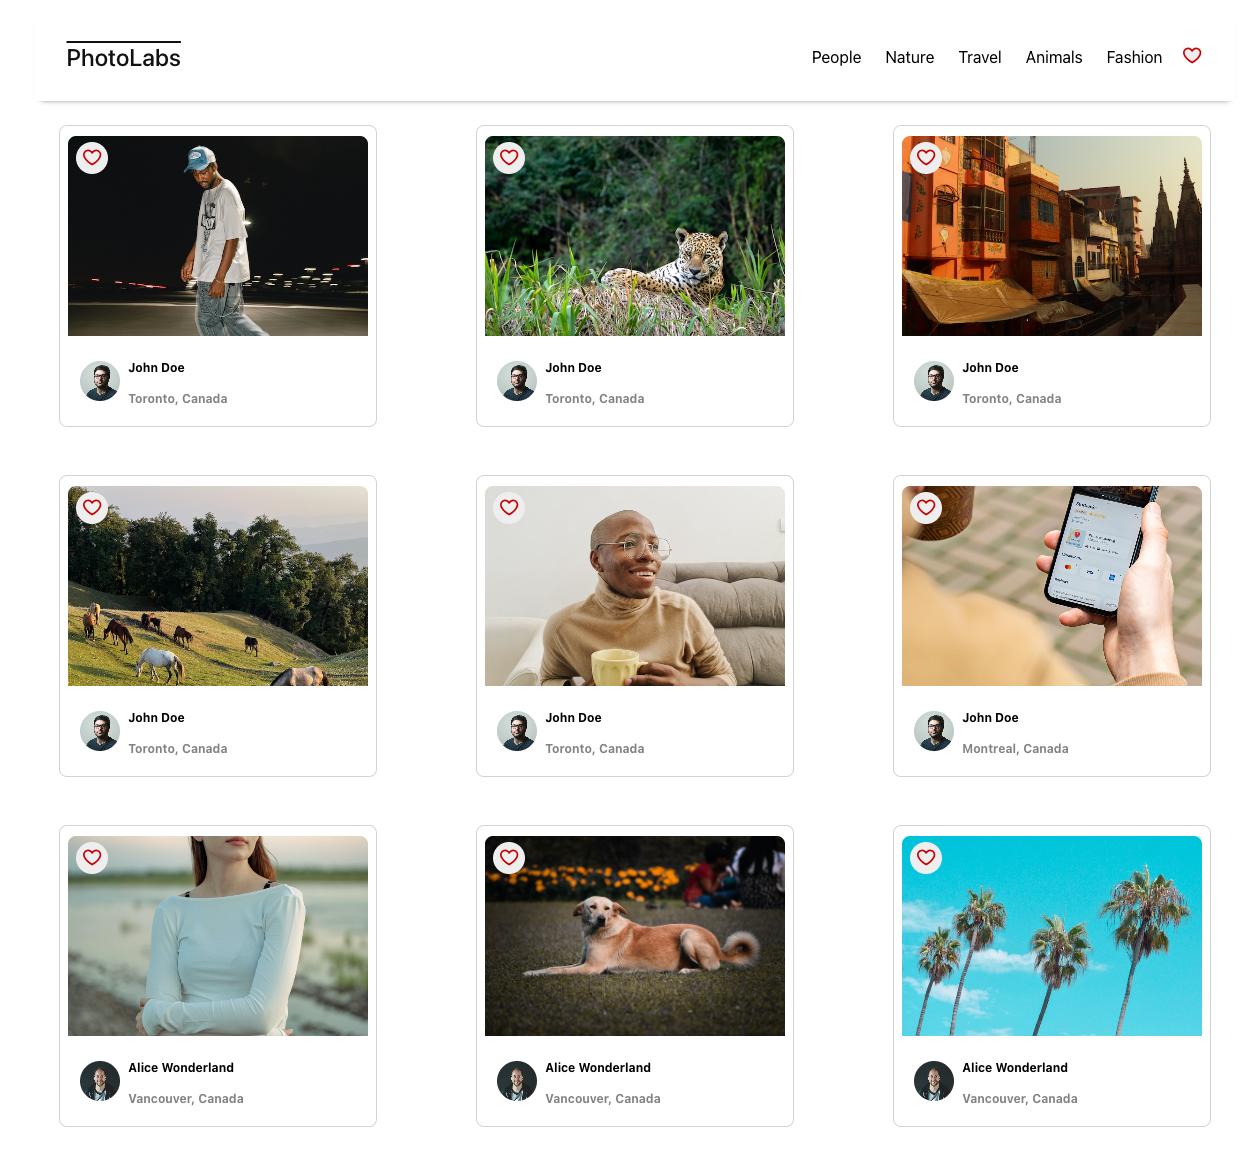 PhotoLabs
People Nature Travel Animals Fashion
John Doe
Toronto, Canada
John Doe
Toronto, Canada
John Doe
Toronto, Canada
John Doe
Toronto, Canada
John Doe
Toronto, Canada
John Doe
Montreal, Canada
Alice Wonderland
Vancouver, Canada
Alice Wonderland
Vancouver, Canada
Alice Wonderland
Vancouver, Canada